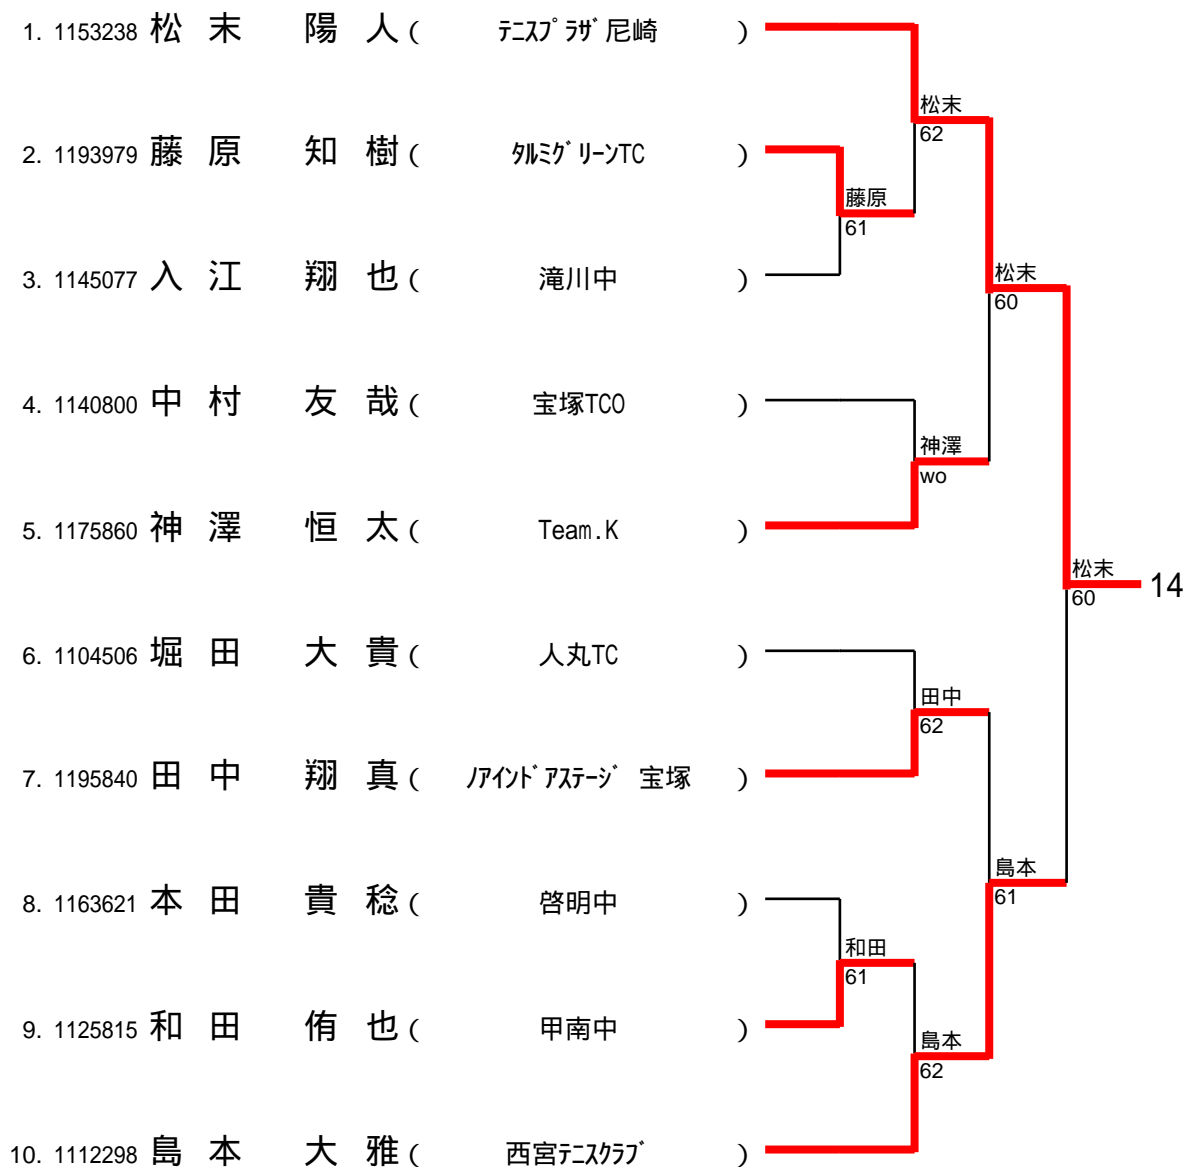 1. 1153238 松 末 陽 人 ( テニスプラザ尼崎 )
松末
62
2. 1193979 藤 原 知 樹 ( タルミグリーンTC )
藤原
61
3. 1145077 入 江 翔 也 ( 滝川中 )
松末
60
4. 1140800 中 村 友 哉 ( 宝塚TCO )
神澤
wo
5. 1175860 神 澤 恒 太 ( Team.K )
松末
60
14
6. 1104506 堀 田 大 貴 ( 人丸TC )
田中
62
7. 1195840 田 中 翔 真 ( ノアインドアステージ 宝塚 )
島本
61
8. 1163621 本 田 貴 稔 ( 啓明中 )
和田
61
9. 1125815 和 田 侑 也 ( 甲南中 )
島本
62
10. 1112298 島 本 大 雅 ( 西宮テニスクラブ )